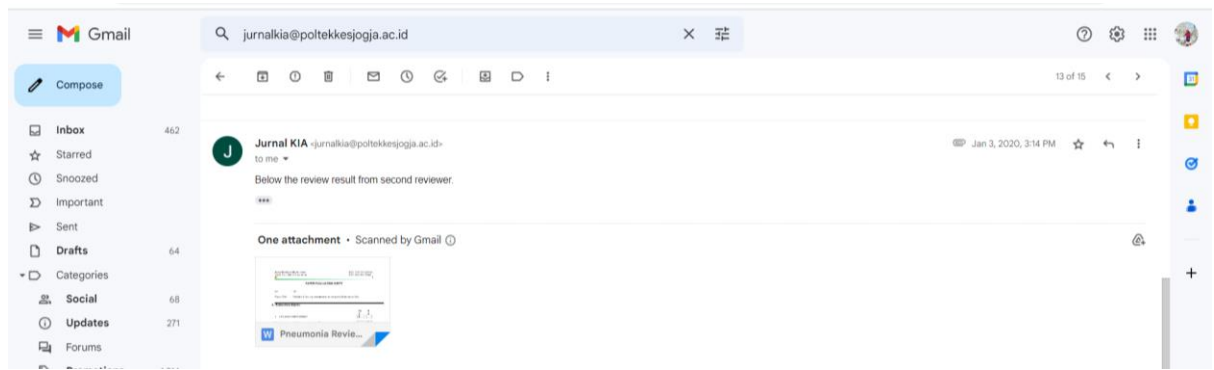 Gmail
jurnalkia@poltekkesjogja.ac.id
Compose
13 of 15
31
Inbox 462
Starred
Snoozed
Important
Sent
Drafts 64
Categories
Social 68
Updates 271
Forums
J
Jurnal KIA <jurnalkia@poltekkesjogja.ac.id>
Jan 3, 2020, 3:14 PM
to me
Below the review result from second reviewer.
One attachment • Scanned by Gmail
W Pneumonia Revie...